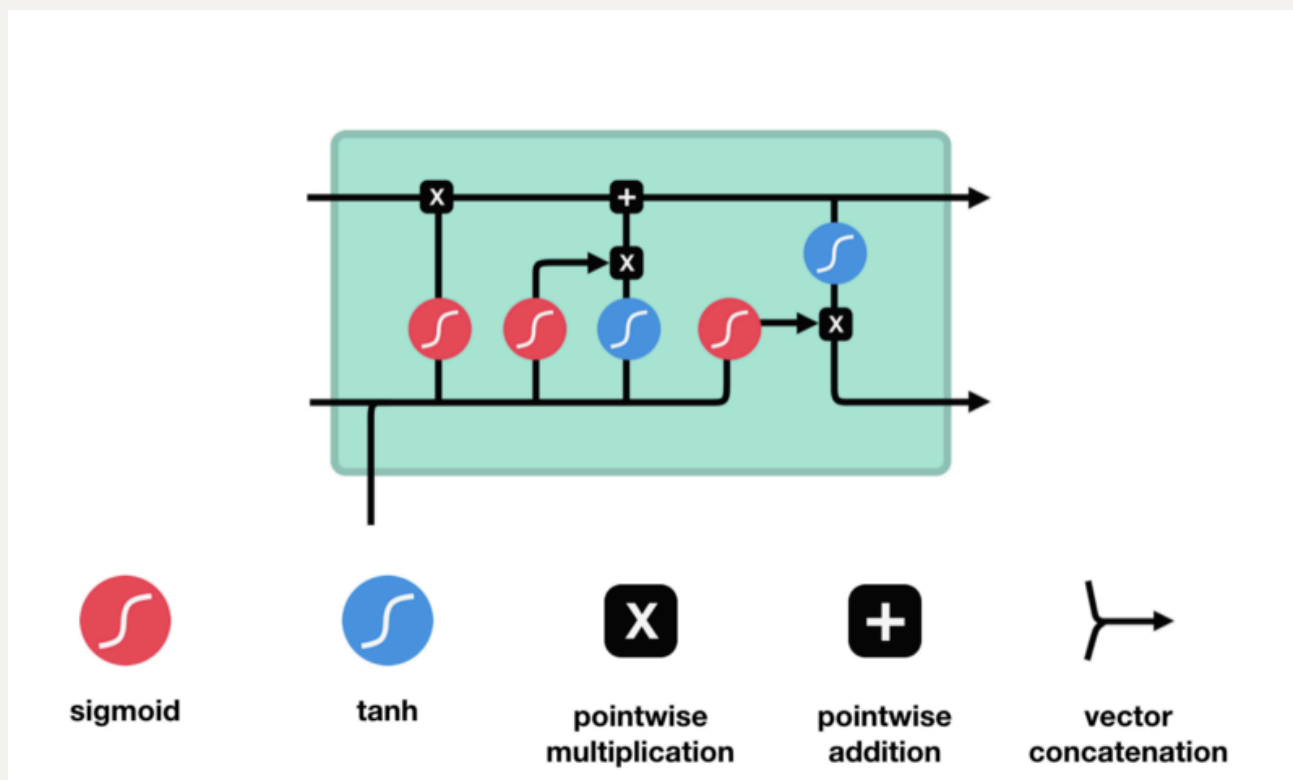 X
+
X
X
X
+
sigmoid
tanh
pointwise
multiplication
pointwise
addition
vector
concatenation